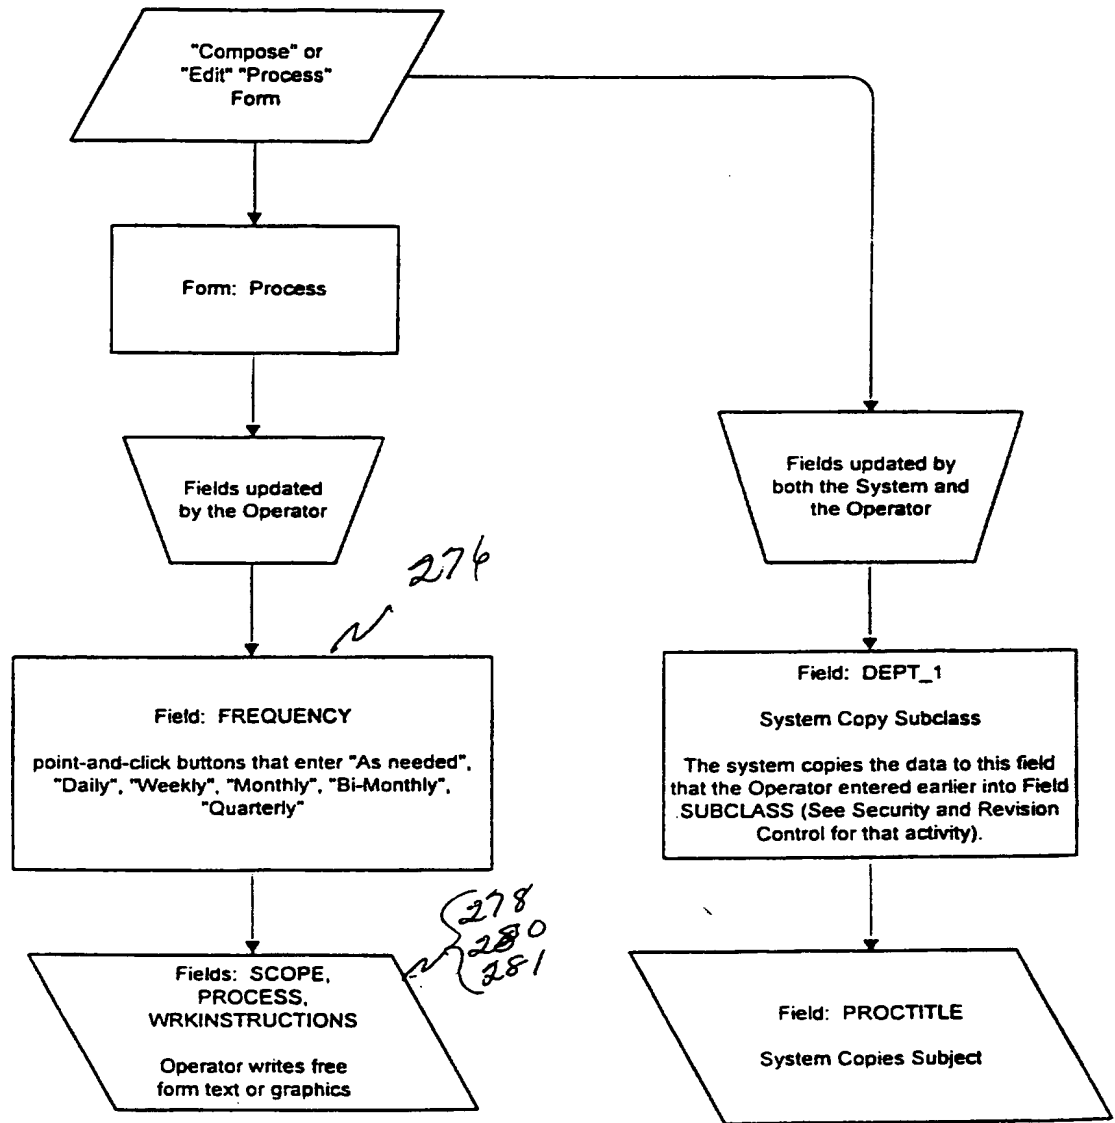 "Compose" or
"Edit" "Process"
Form
Form: Process
Fields updated
by the Operator
Fields updated by
both the System and
the Operator
276
Field: FREQUENCY
point-and-click buttons that enter "As needed",
"Daily", "Weekly", "Monthly", "Bi-Monthly",
"Quarterly"
Field: DEPT_1
System Copy Subclass
The system copies the data to this field
that the Operator entered earlier into Field
SUBCLASS (See Security and Revision
Control for that activity).
278
280
281
Fields: SCOPE,
PROCESS,
WRKINSTRUCTIONS
Operator writes free
form text or graphics
Field: PROCTITLE
System Copies Subject